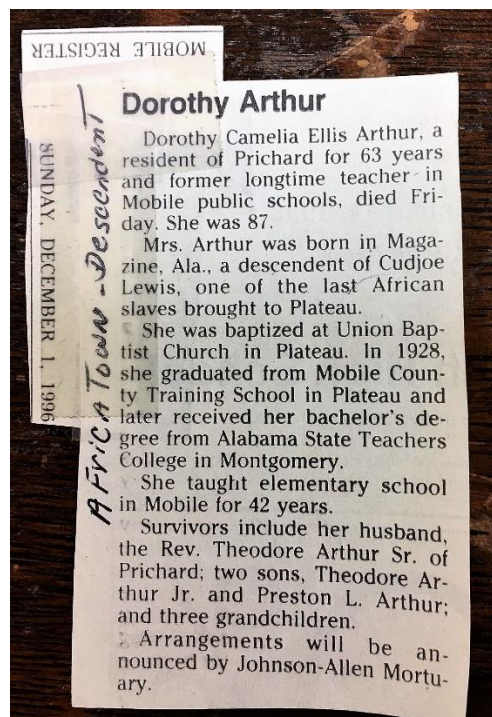 MOBILE REGISTER
SUNDAY, DECEMBER 1, 1996
AFricA Town - Descendent
Dorothy Arthur
Dorothy Camelia Ellis Arthur, a
resident of Prichard for 63 years
and former longtime teacher in
Mobile public schools, died Fri-
day. She was 87.
Mrs. Arthur was born in Maga-
zine, Ala., a descendent of Cudjoe
Lewis, one of the last African
slaves brought to Plateau.
She was baptized at Union Bap-
tist Church in Plateau. In 1928,
she graduated from Mobile Coun-
ty Training School in Plateau and
later received her bachelor's de-
gree from Alabama State Teachers
College in Montgomery.
She taught elementary school
in Mobile for 42 years.
Survivors include her husband,
the Rev. Theodore Arthur Sr. of
Prichard; two sons, Theodore Ar-
thur Jr. and Preston L. Arthur;
and three grandchildren.
Arrangements will be an-
nounced by Johnson-Allen Mortu-
ary.